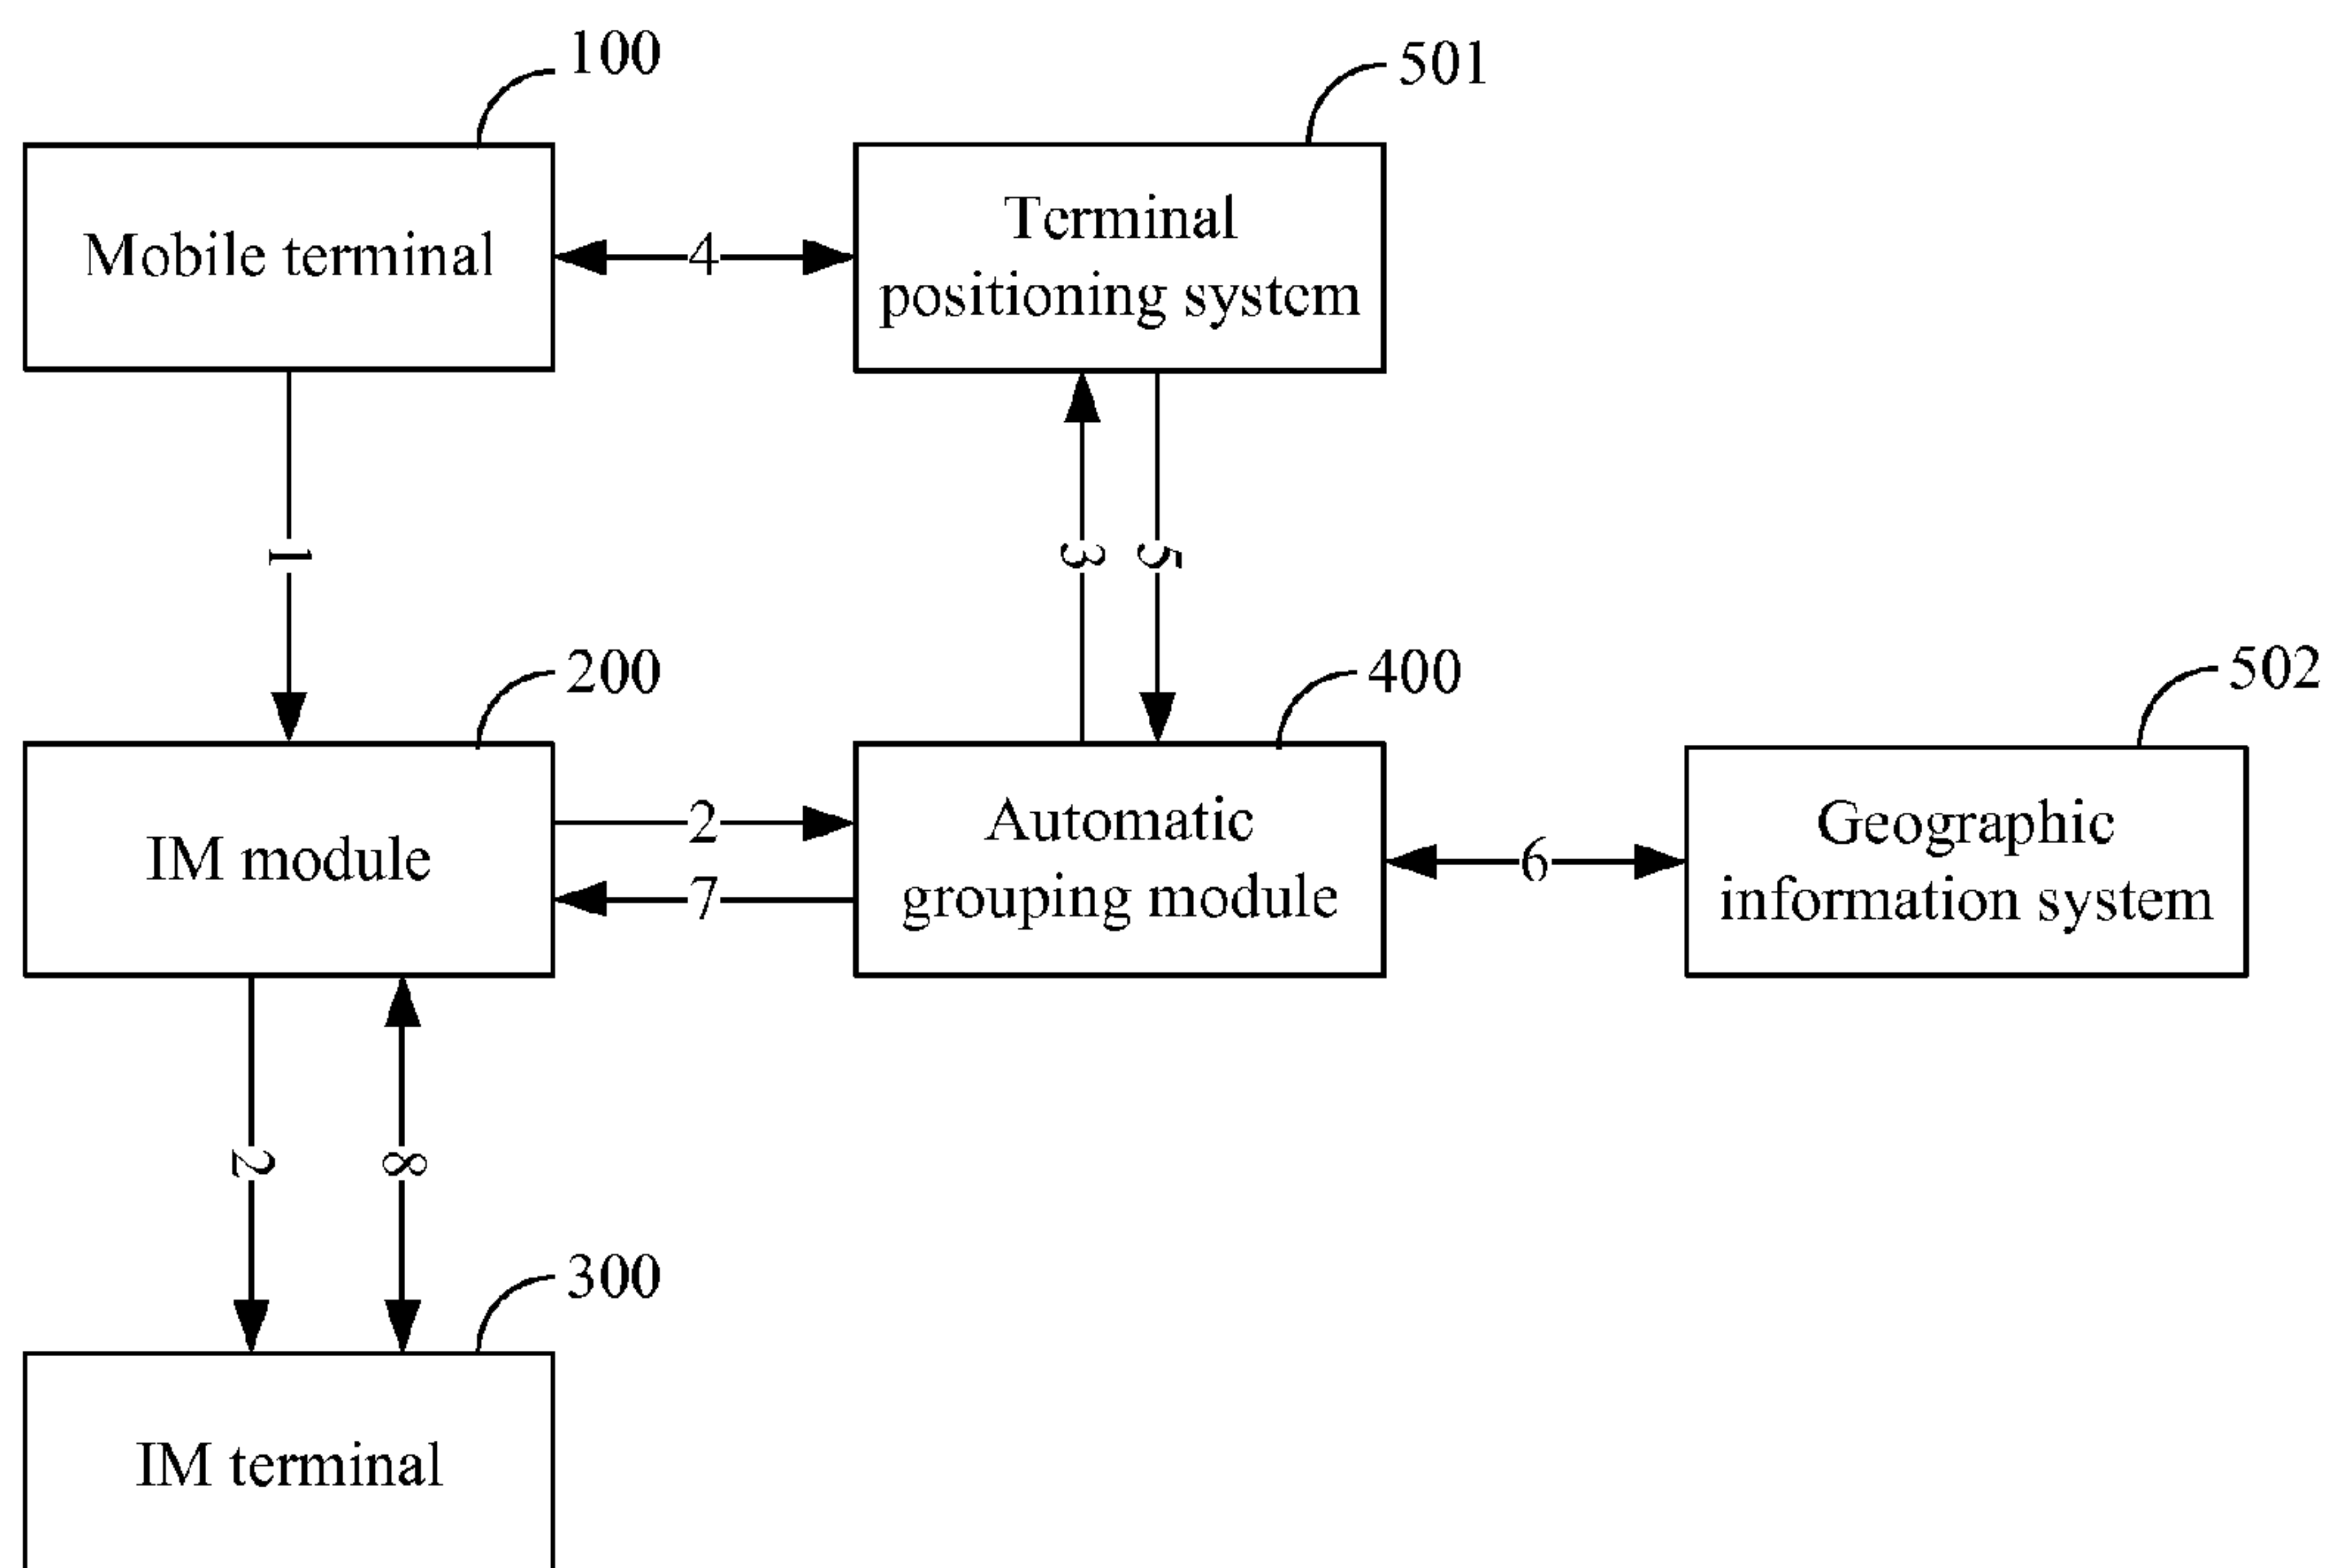 100
501
Mobile terminal
4
Terminal
positioning system
1
3
5
200
400
502
IM module
2
7
Automatic
grouping module
6
Geographic
information system
2
8
300
IM terminal